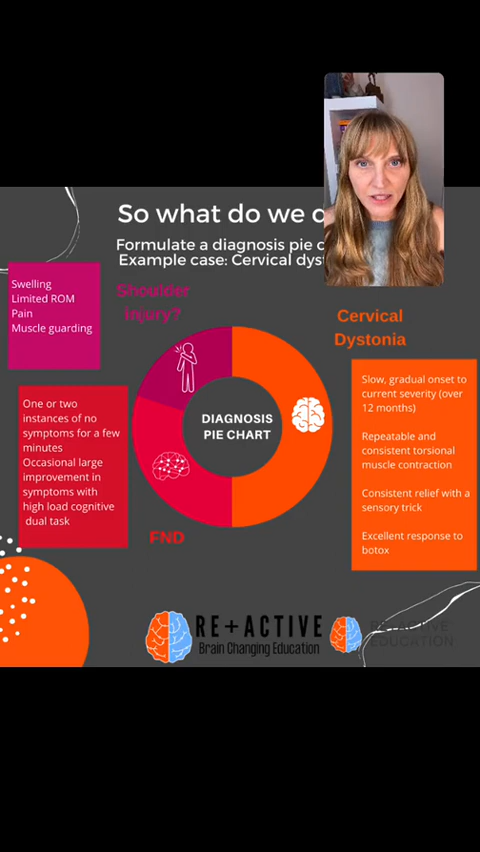 So what do we
Formulate a diagnosis pie
Example case: Cervical
Shoulder
Injury?
Swelling
Limited ROM
Pain
Muscle guarding
Cervical
Dystonia
One or two
instances of no
symptoms for a few
minutes
Occasional large
improvement in
symptoms with
high load cognitive
dual task
DIAGNOSIS
PIE CHART
Slow, gradual onset to
current severity (over
12 months)
Repeatable and
consistent torsional
muscle contraction
Consistent relief with a
sensory trick
Excellent response to
botox
FND
RE+ACTIVE
Brain Changing Education
RE+ACTIVE
EDUCATION